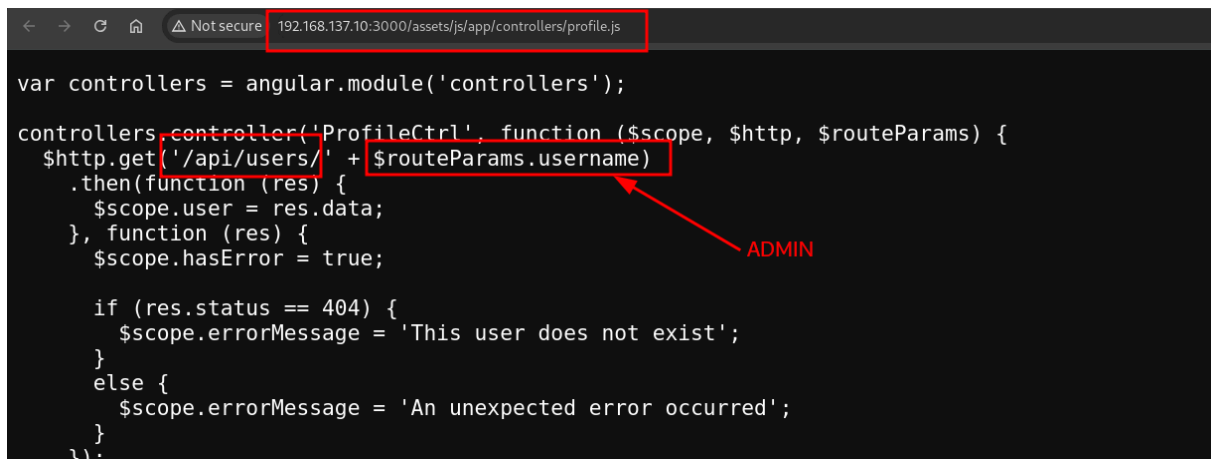 Not secure 192.168.137.10:3000/assets/js/app/controllers/profile.js
var controllers = angular.module('controllers');
controllers.controller('ProfileCtrl', function ($scope, $http, $routeParams) {
$http.get('/api/users/' + $routeParams.username)
.then(function (res) {
$scope.user = res.data;
}, function (res) {
$scope.hasError = true;
ADMIN
if (res.status == 404) {
$scope.errorMessage = 'This user does not exist';
}
else {
$scope.errorMessage = 'An unexpected error occurred';
}
});